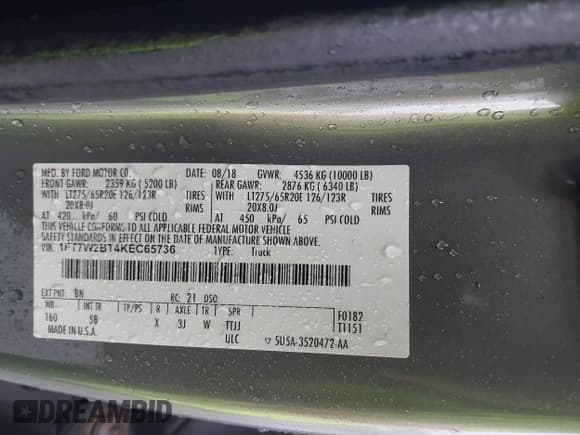 MFD. BY FORD MOTOR CO.
08/18 GVWR: 4536 KG (10000 LB)
FRONT GAWR: 2359 KG (5200 LB)
REAR GAWR: 2876 KG (6340 LB)
WITH LT275/65R20E 126/123R TIRES
WITH LT275/65R20E 126/123R TIRES
20X8.0J RIMS
20X8.0J RIMS
AT 420 kPa/ 60 PSI COLD
AT 450 kPa/ 65 PSI COLD
THIS VEHICLE CONFORMS TO ALL APPLICABLE FEDERAL MOTOR VEHICLE
SAFETY STANDARDS IN EFFECT ON THE DATE OF MANUFACTURE SHOWN ABOVE.
VIN: 1FT7W2BT4KEC65736
TYPE: Truck
EXT PNT: BN RC: 21 DSO:
WB INT TR TP/PS R AXLE TR SPR
160 SB X 3J W TTJJ
F0182
T1151
MADE IN U.S.A. ULC
5U5A-3520472-AA
DREAMBID